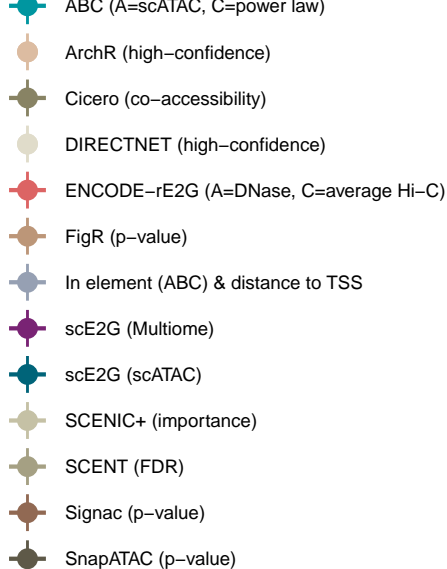 ABC (A=scATAC, C=power law)
ArchR (high−confidence)
Cicero (co−accessibility)
DIRECTNET (high−confidence)
ENCODE−rE2G (A=DNase, C=average Hi−C)
FigR (p−value)
In element (ABC) & distance to TSS
scE2G (Multiome)
scE2G (scATAC)
SCENIC+ (importance)
SCENT (FDR)
Signac (p−value)
SnapATAC (p−value)